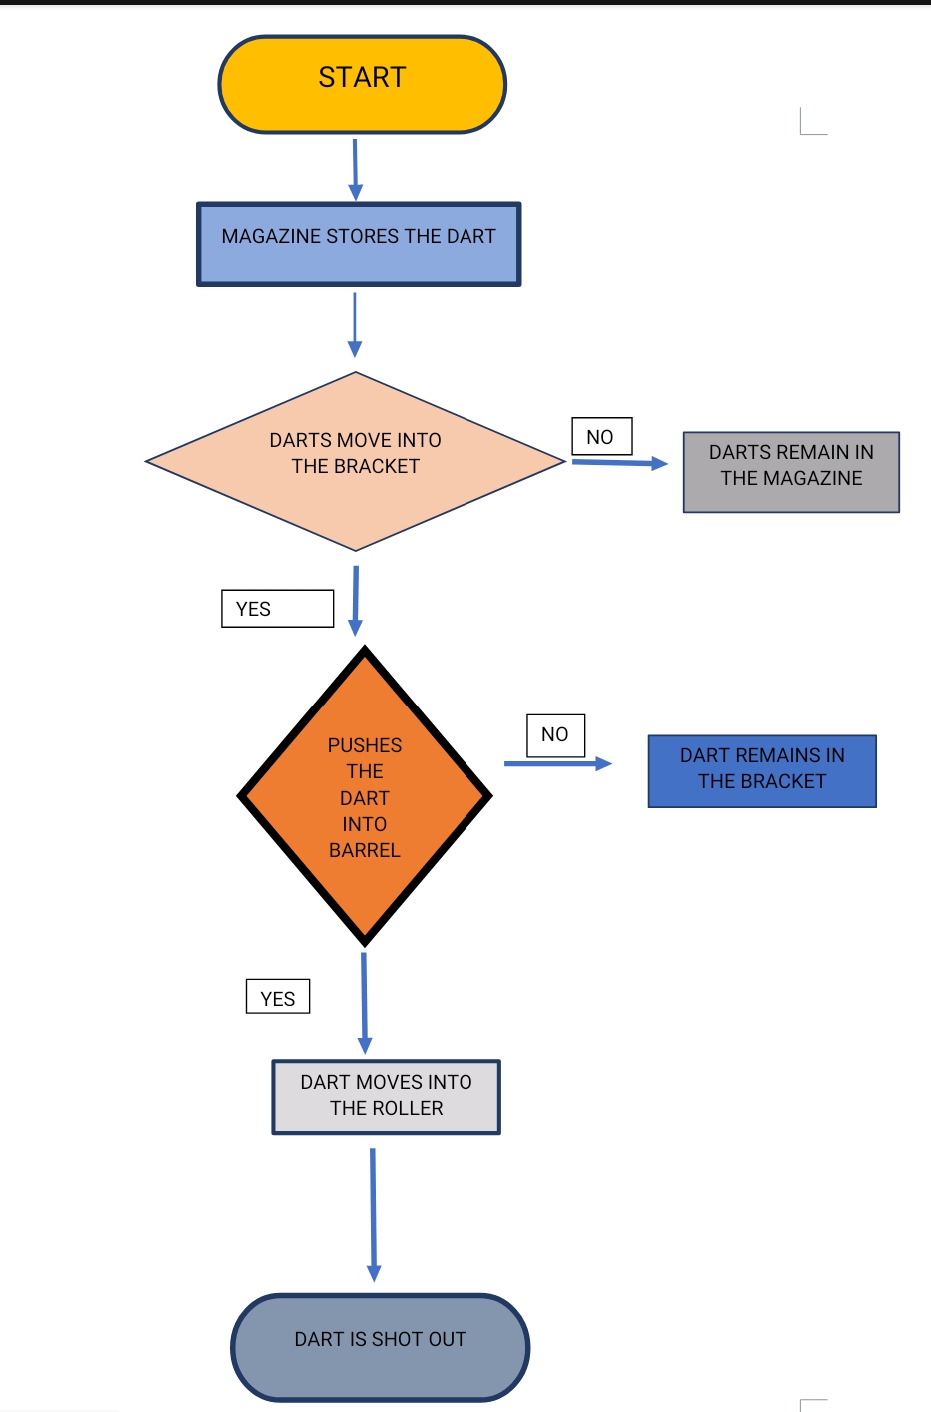 START
MAGAZINE STORES THE DART
DARTS MOVE INTO
THE BRACKET
NO
DARTS REMAIN IN
THE MAGAZINE
YES
PUSHES
THE
DART
INTO
BARREL
NO
DART REMAINS IN
THE BRACKET
YES
DART MOVES INTO
THE ROLLER
DART IS SHOT OUT